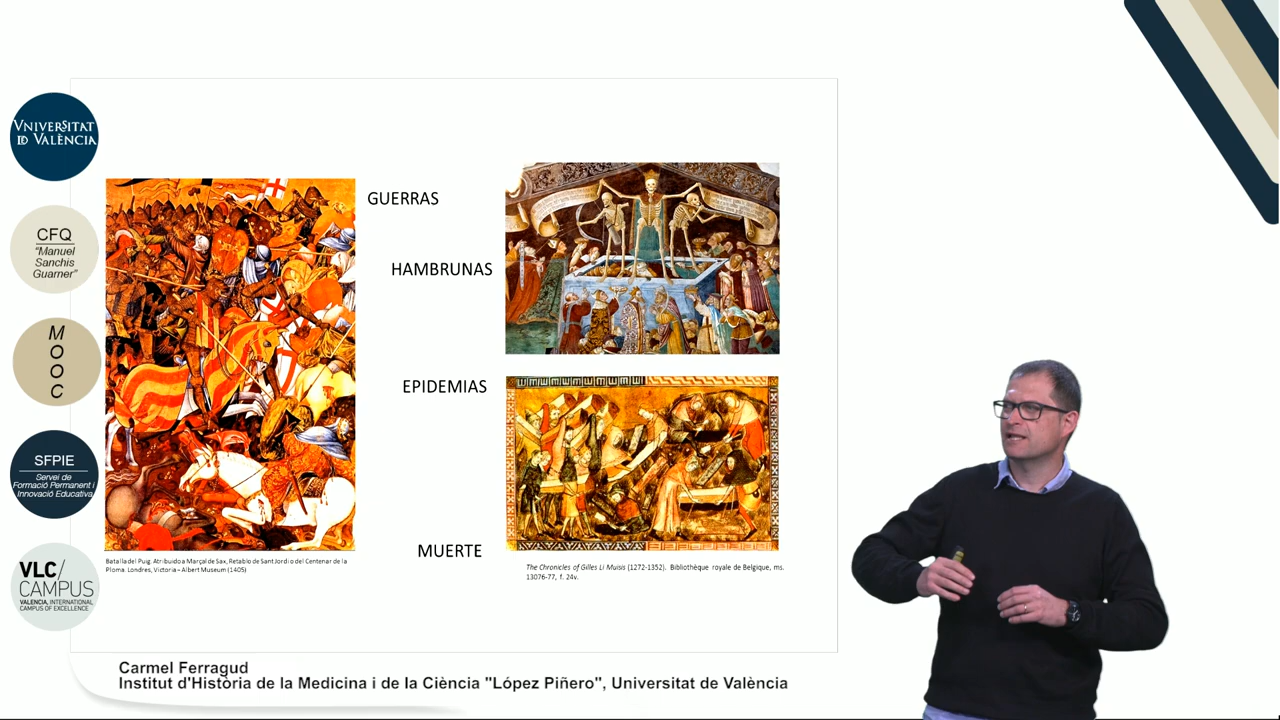 VNIVERSITAT
ID VALÈNCIA
CFQ
"Manuel
Sanchis
Guarner"
M
O
O
C
SFPIE
Servei de
Formació Permanent i
Innovació Educativa
VLC/
CAMPUS
VALENCIA, INTERNATIONAL
CAMPUS OF EXCELLENCE
GUERRAS
HAMBRUNAS
EPIDEMIAS
MUERTE
Batalla del Puig. Atribuido a Marçal de Sax, Retablo de Sant Jordi o del Centenar de la
Ploma. Londres, Victoria – Albert Museum (1405)
The Chronicles of Gilles Li Muisis (1272-1352). Bibliothèque royale de Belgique, ms.
13076-77, f. 24v.
Carmel Ferragud
Institut d'Història de la Medicina i de la Ciència "López Piñero", Universitat de València